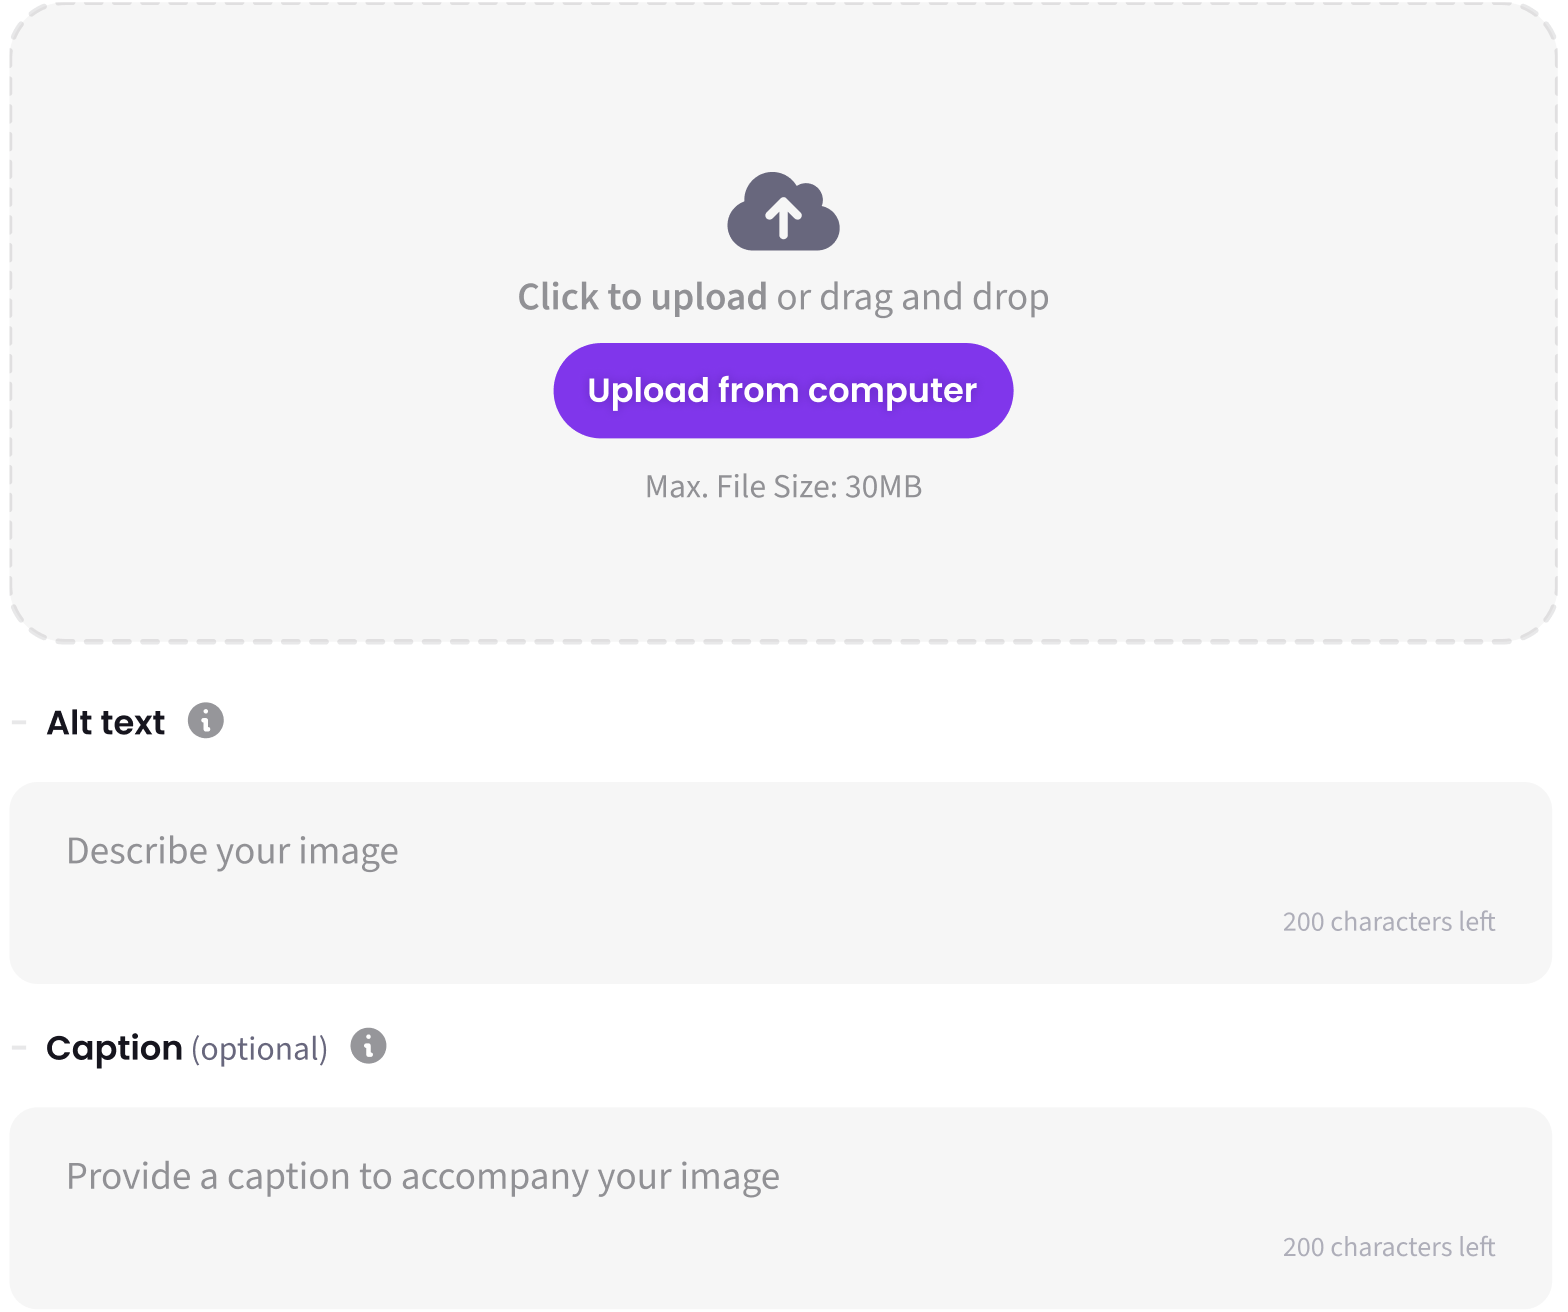 Click to upload or drag and drop
Upload from computer
Max. File Size: 30MB
Alt text
Describe your image
200 characters left
Caption (optional)
Provide a caption to accompany your image
200 characters left